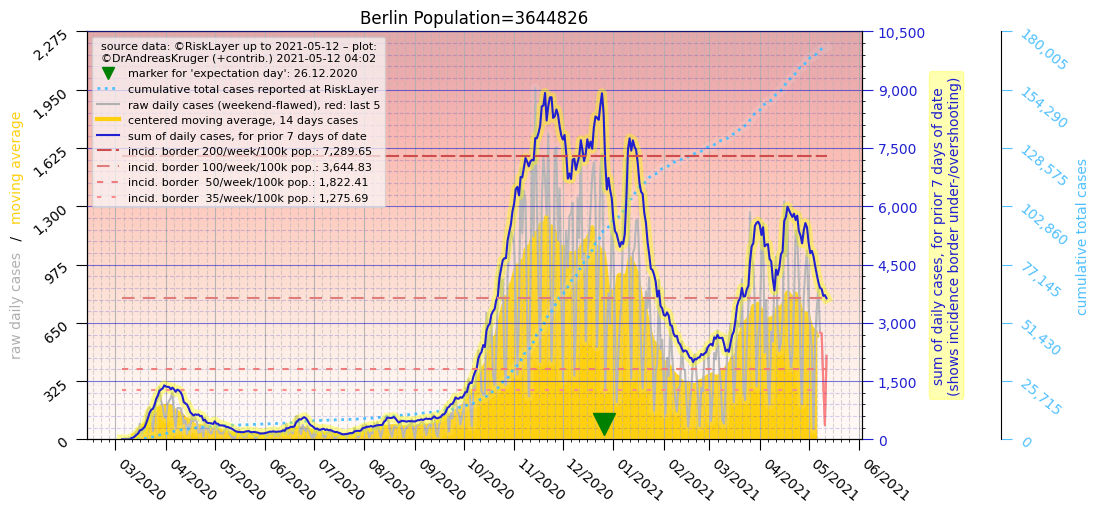 Berlin Population=3644826
source data: ©RiskLayer up to 2021-05-12 – plot:
©DrAndreasKruger (+contrib.) 2021-05-12 04:02
marker for 'expectation day': 26.12.2020
cumulative total cases reported at RiskLayer
raw daily cases (weekend-flawed), red: last 5
centered moving average, 14 days cases
sum of daily cases, for prior 7 days of date
incid. border 200/week/100k pop.: 7,289.65
incid. border 100/week/100k pop.: 3,644.83
incid. border  50/week/100k pop.: 1,822.41
incid. border  35/week/100k pop.: 1,275.69
raw daily cases / moving average
2,275
1,950
1,625
1,300
975
650
325
0
10,500
9,000
7,500
6,000
4,500
3,000
1,500
0
sum of daily cases, for prior 7 days of date
(shows incidence border under-/overshooting)
180,005
154,290
128,575
102,860
77,145
51,430
25,715
0
cumulative total cases
03/2020
04/2020
05/2020
06/2020
07/2020
08/2020
09/2020
10/2020
11/2020
12/2020
01/2021
02/2021
03/2021
04/2021
05/2021
06/2021